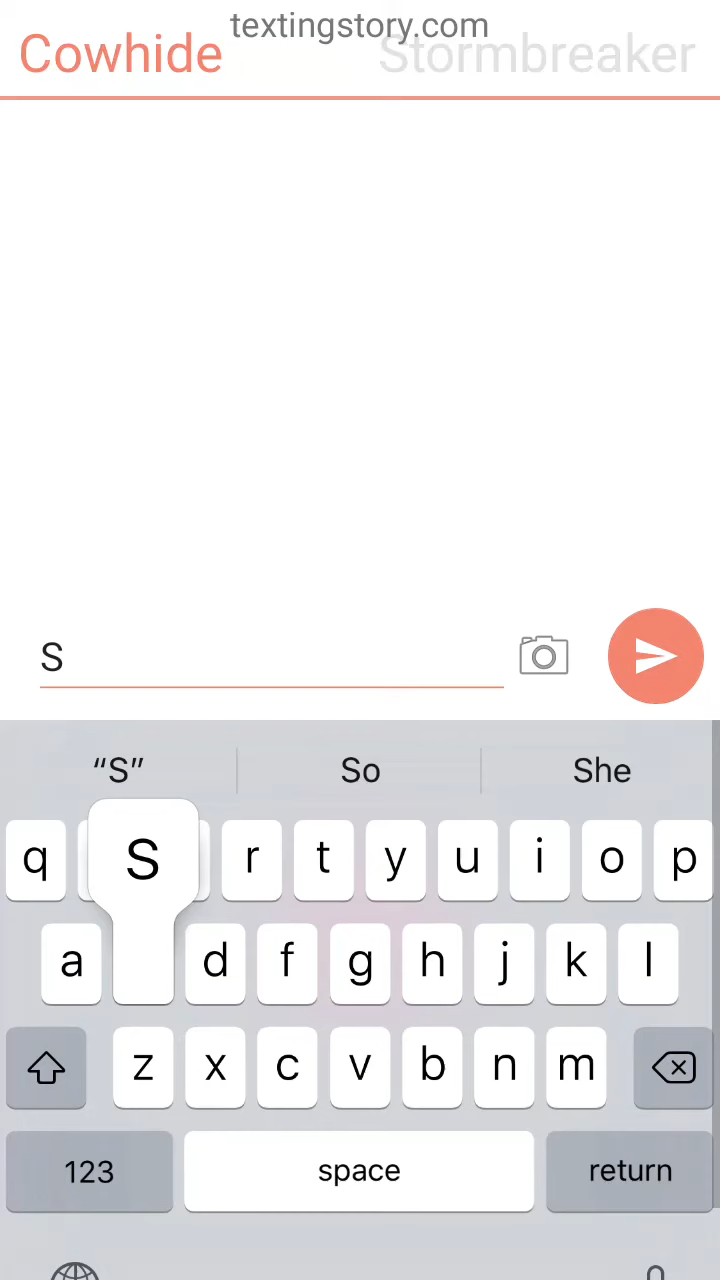 textingstory.com
Cowhide Stormbreaker
S
“S” So She
q S r t y u i o p
a d f g h j k l
z x c v b n m
123 space return